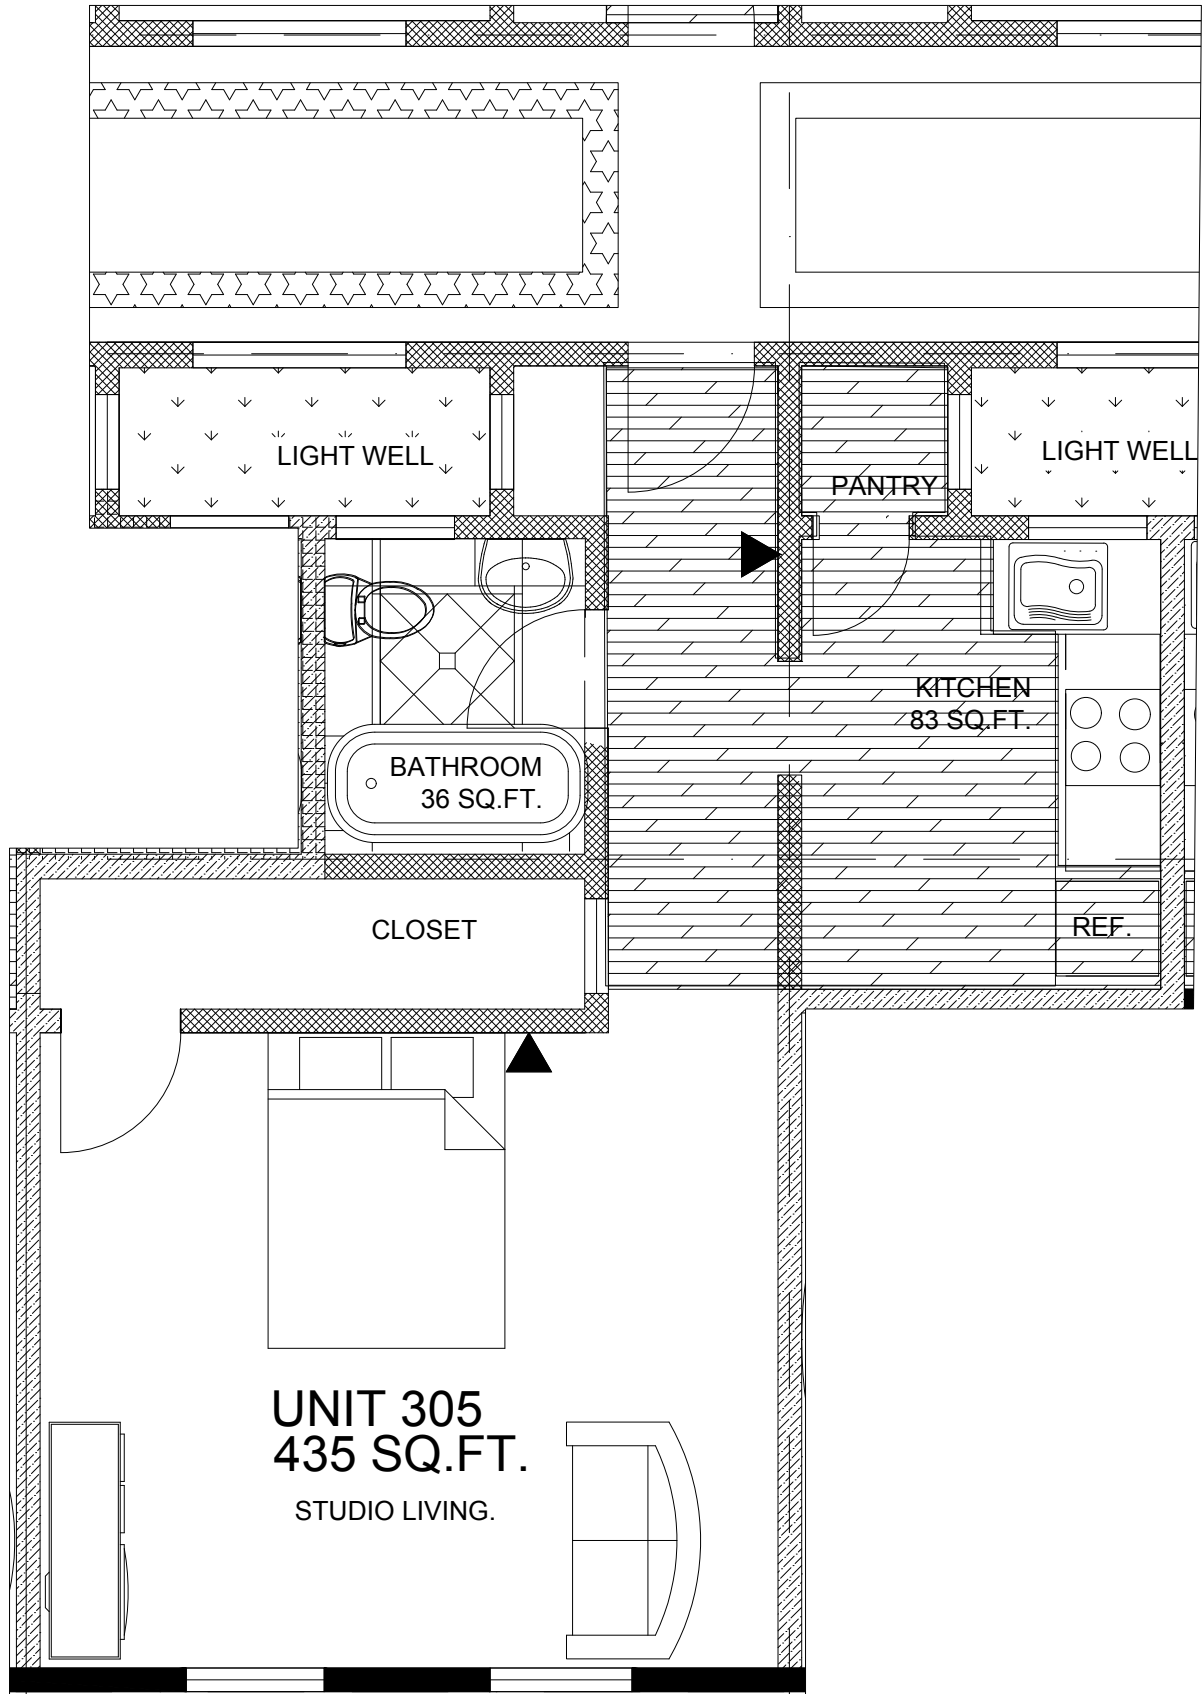 LIGHT WELL
LIGHT WELL
PANTRY
KITCHEN
83 SQ.FT.
BATHROOM
36 SQ.FT.
CLOSET
REF.
UNIT 305
435 SQ.FT.
STUDIO LIVING.